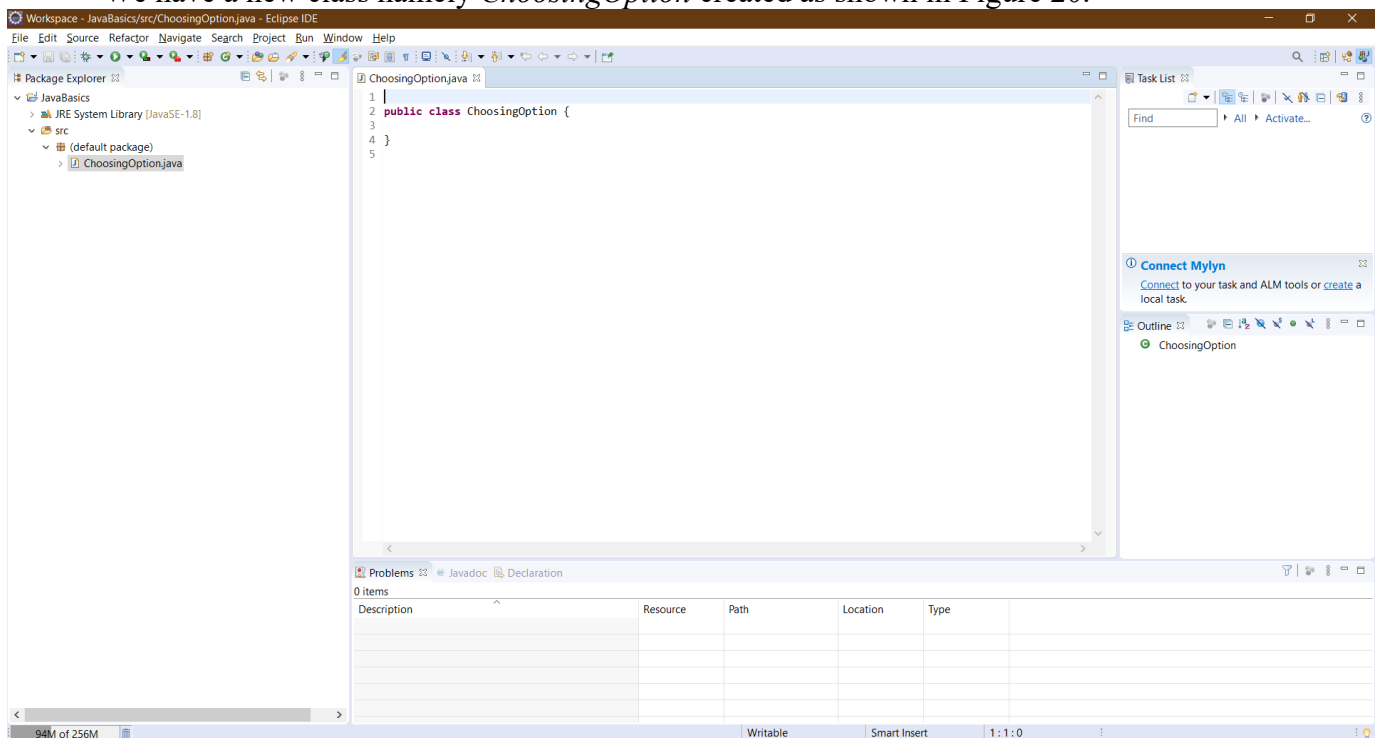 We have a new class namely ChoosingOption created as shown in Figure 20.
Workspace - JavaBasics/src/ChoosingOption.java - Eclipse IDE
File Edit Source Refactor Navigate Search Project Run Window Help
Package Explorer
ChoosingOption.java
Task List
JavaBasics
JRE System Library [JavaSE-1.8]
src
(default package)
ChoosingOption.java
1
2 public class ChoosingOption {
3
4 }
5
Find All Activate...
Connect Mylyn
Connect to your task and ALM tools or create a
local task.
Outline
ChoosingOption
Problems Javadoc Declaration
0 items
Description Resource Path Location Type
94M of 256M Writable Smart Insert 1 : 1 : 0